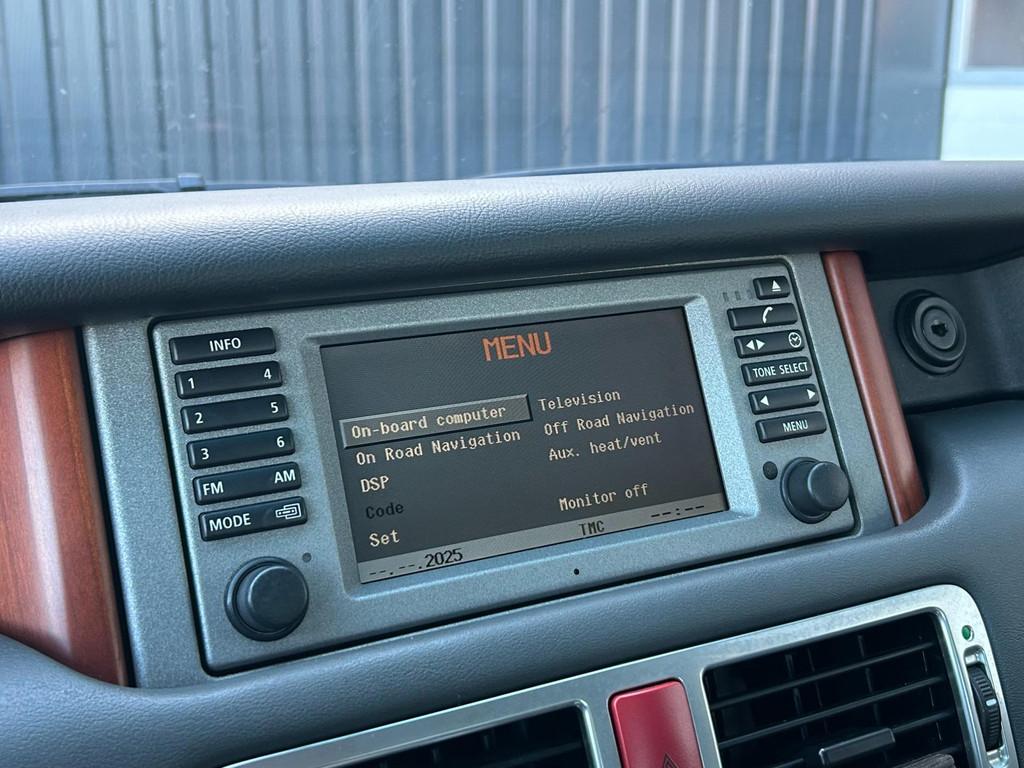 INFO
1 4
2 5
3 6
FM AM
MODE
MENU
On-board computer
On Road Navigation
DSP
Code
Set
Television
Off Road Navigation
Aux. heat/vent
Monitor off
--.--.2025
TMC
--:--
TONE SELECT
MENU